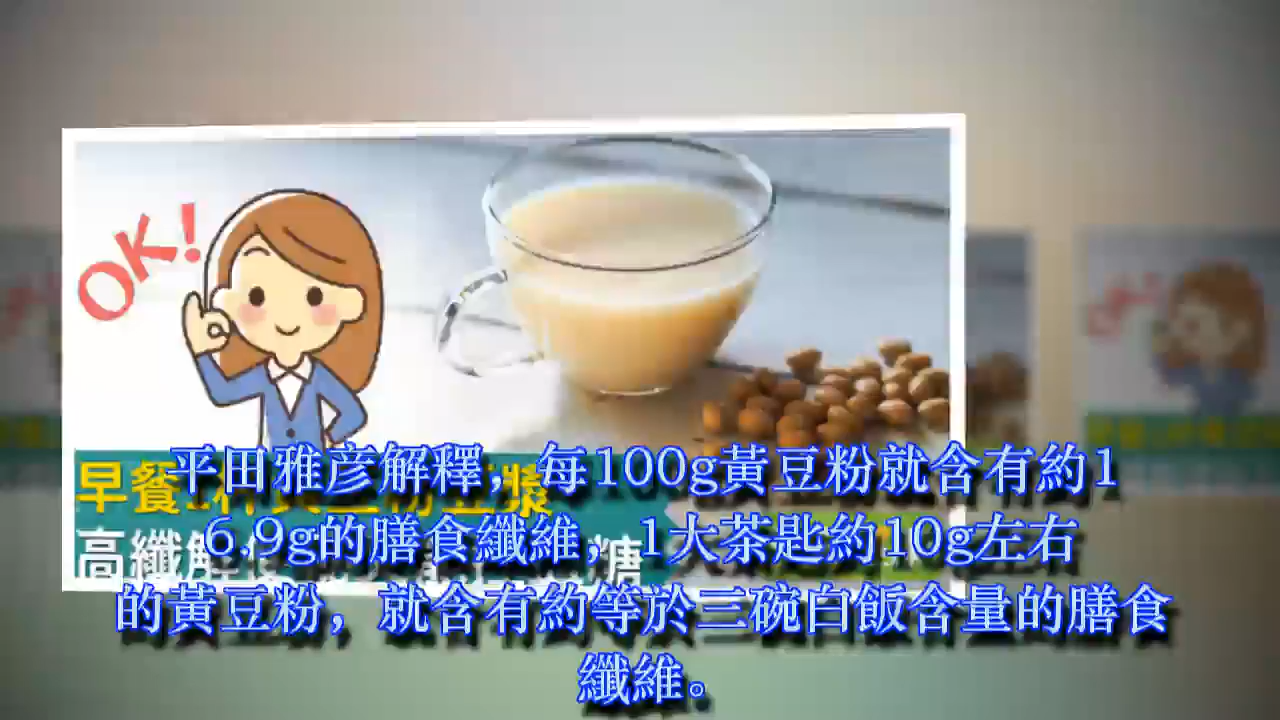 OK!
早餐
高纖解
糖
平田雅彦解釋，每100g黃豆粉就含有約1
6.9g的膳食纖維，1大茶匙約10g左右
的黃豆粉，就含有約等於三碗白飯含量的膳食
纖維。